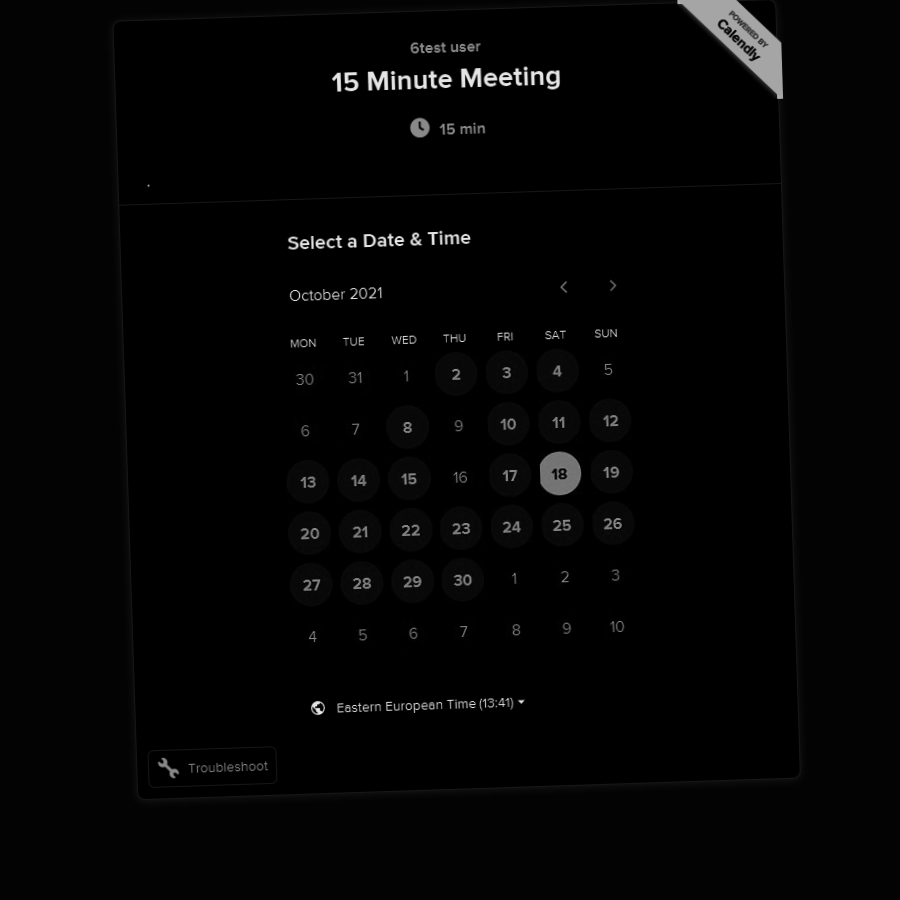 POWERED BY
Calendly
6test user
15 Minute Meeting
15 min
Select a Date & Time
October 2021
MON TUE WED THU FRI SAT SUN
30 31 1 2 3 4 5
6 7 8 9 10 11 12
13 14 15 16 17 18 19
20 21 22 23 24 25 26
27 28 29 30 1 2 3
4 5 6 7 8 9 10
Eastern European Time (13:41)
Troubleshoot